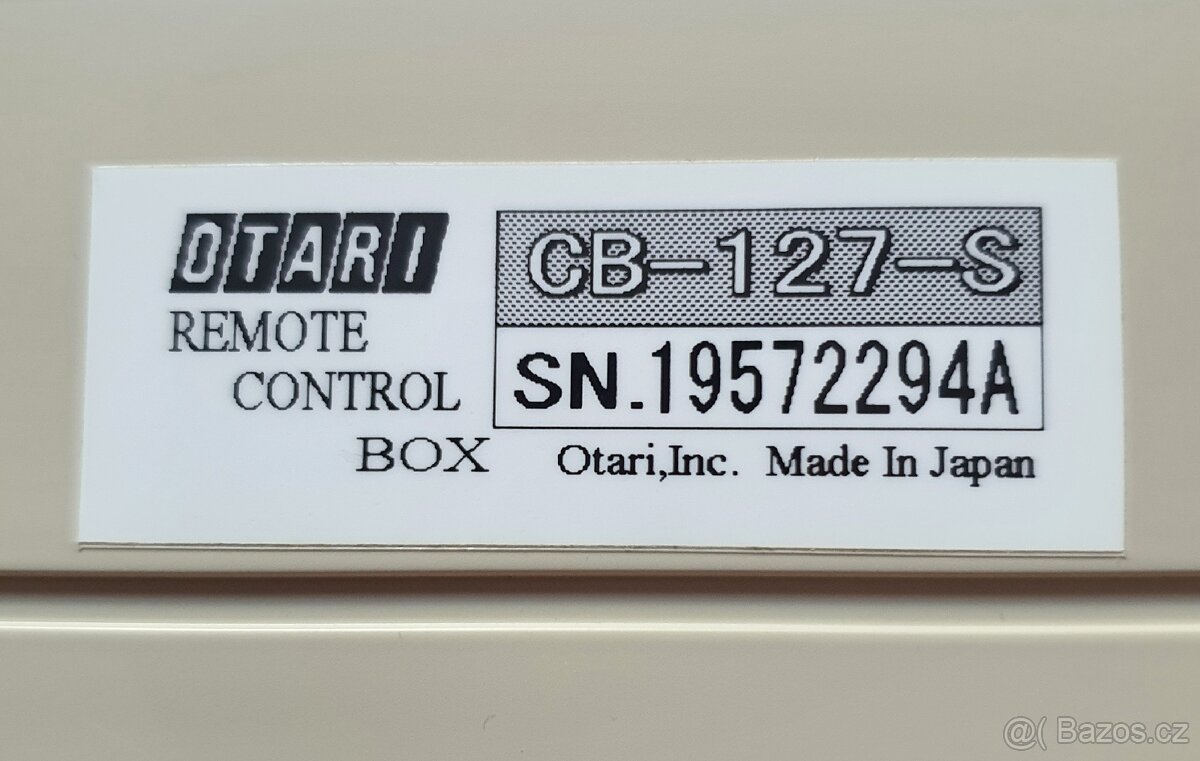 OTARI
REMOTE
CONTROL
BOX
CB-127-S
SN.19572294A
Otari,Inc. Made In Japan
@( Bazos.cz